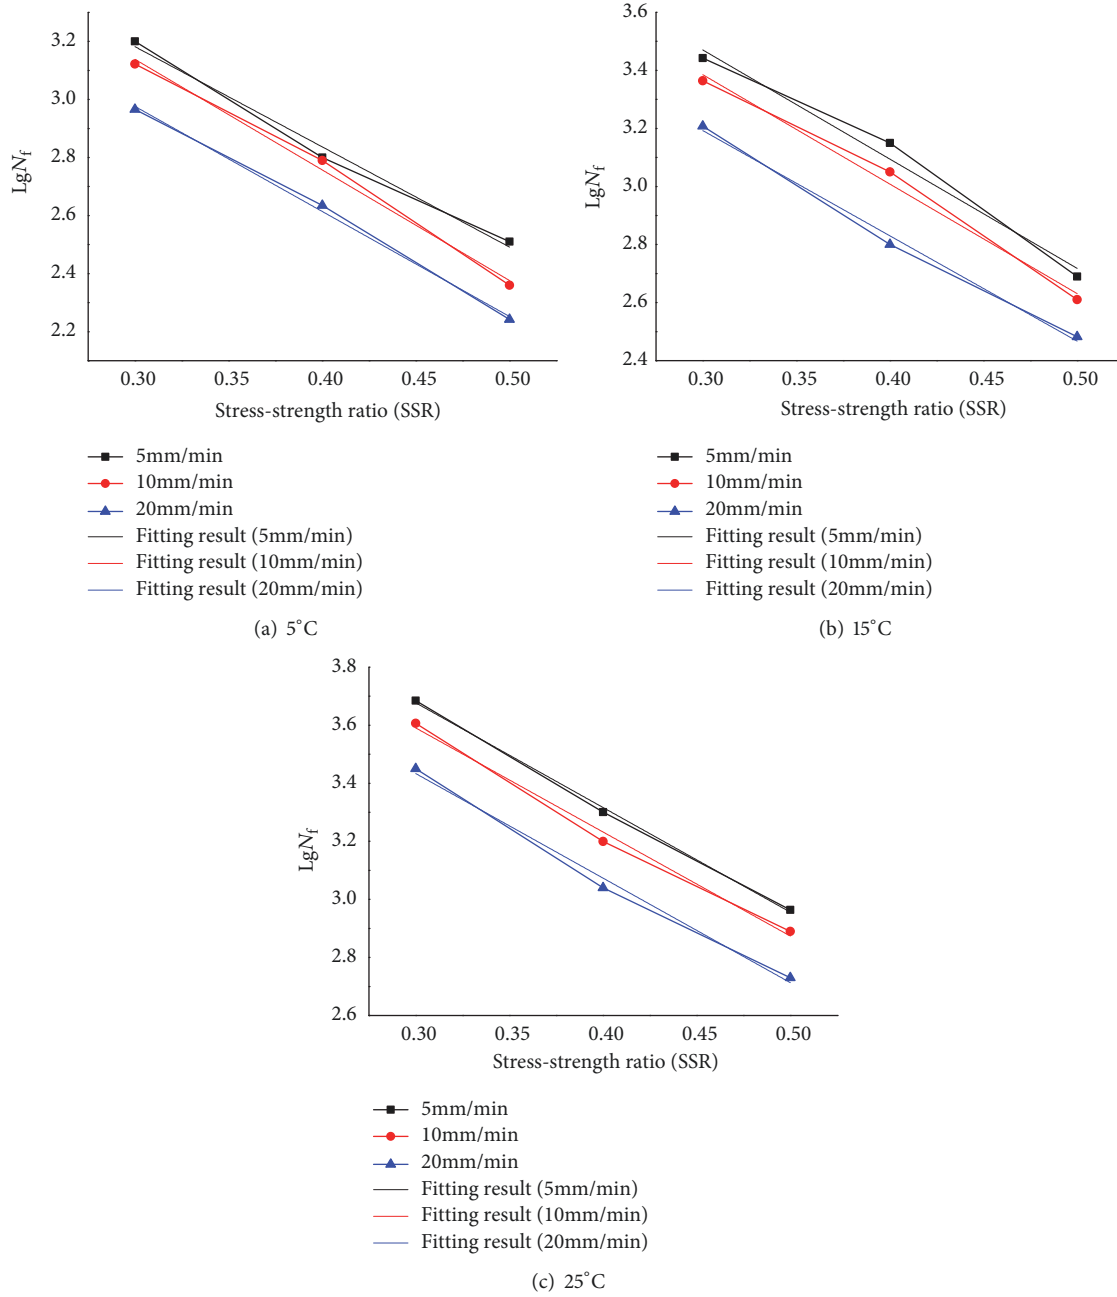 3.2
3.0
2.8
2.6
2.4
2.2
LgNf
0.30 0.35 0.40 0.45 0.50
Stress-strength ratio (SSR)
5mm/min
10mm/min
20mm/min
Fitting result (5mm/min)
Fitting result (10mm/min)
Fitting result (20mm/min)
(a) 5°C
3.6
3.4
3.2
3.0
2.8
2.6
2.4
LgNf
0.30 0.35 0.40 0.45 0.50
Stress-strength ratio (SSR)
5mm/min
10mm/min
20mm/min
Fitting result (5mm/min)
Fitting result (10mm/min)
Fitting result (20mm/min)
(b) 15°C
3.8
3.6
3.4
3.2
3.0
2.8
2.6
LgNf
0.30 0.35 0.40 0.45 0.50
Stress-strength ratio (SSR)
5mm/min
10mm/min
20mm/min
Fitting result (5mm/min)
Fitting result (10mm/min)
Fitting result (20mm/min)
(c) 25°C